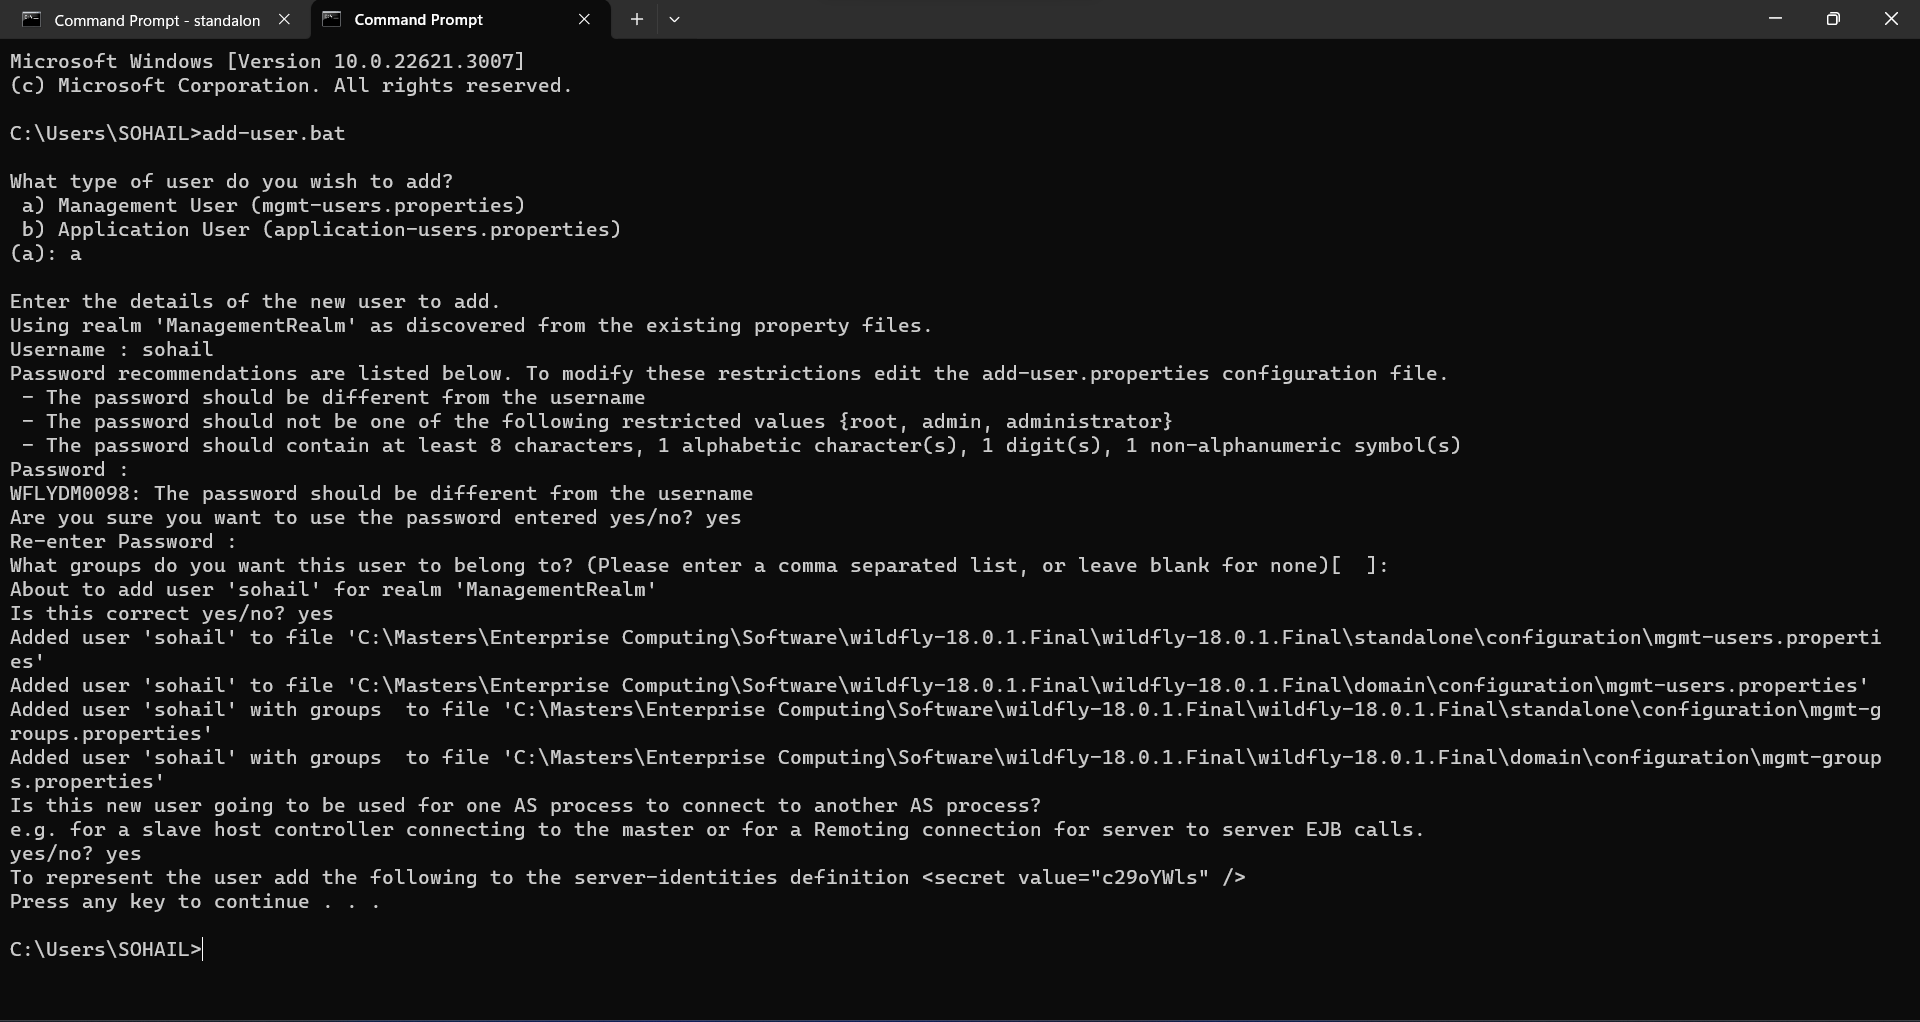 Command Prompt - standalon
Command Prompt
Microsoft Windows [Version 10.0.22621.3007]
(c) Microsoft Corporation. All rights reserved.
C:\Users\SOHAIL>add-user.bat
What type of user do you wish to add?
a) Management User (mgmt-users.properties)
b) Application User (application-users.properties)
(a): a
Enter the details of the new user to add.
Using realm 'ManagementRealm' as discovered from the existing property files.
Username : sohail
Password recommendations are listed below. To modify these restrictions edit the add-user.properties configuration file.
- The password should be different from the username
- The password should not be one of the following restricted values {root, admin, administrator}
- The password should contain at least 8 characters, 1 alphabetic character(s), 1 digit(s), 1 non-alphanumeric symbol(s)
Password :
WFLYDM0098: The password should be different from the username
Are you sure you want to use the password entered yes/no? yes
Re-enter Password :
What groups do you want this user to belong to? (Please enter a comma separated list, or leave blank for none)[  ]:
About to add user 'sohail' for realm 'ManagementRealm'
Is this correct yes/no? yes
Added user 'sohail' to file 'C:\Masters\Enterprise Computing\Software\wildfly-18.0.1.Final\wildfly-18.0.1.Final\standalone\configuration\mgmt-users.properti
es'
Added user 'sohail' to file 'C:\Masters\Enterprise Computing\Software\wildfly-18.0.1.Final\wildfly-18.0.1.Final\domain\configuration\mgmt-users.properties'
Added user 'sohail' with groups  to file 'C:\Masters\Enterprise Computing\Software\wildfly-18.0.1.Final\wildfly-18.0.1.Final\standalone\configuration\mgmt-g
roups.properties'
Added user 'sohail' with groups  to file 'C:\Masters\Enterprise Computing\Software\wildfly-18.0.1.Final\wildfly-18.0.1.Final\domain\configuration\mgmt-group
s.properties'
Is this new user going to be used for one AS process to connect to another AS process?
e.g. for a slave host controller connecting to the master or for a Remoting connection for server to server EJB calls.
yes/no? yes
To represent the user add the following to the server-identities definition <secret value="c29oYWls" />
Press any key to continue . . .
C:\Users\SOHAIL>